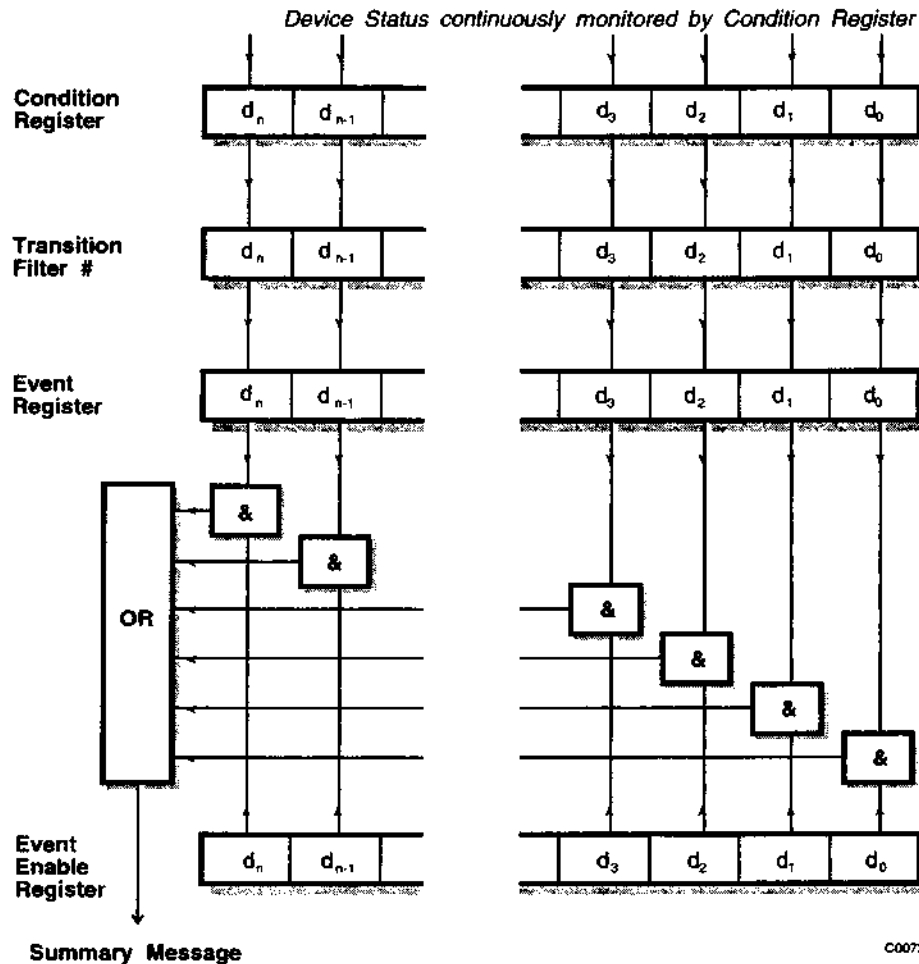 Device Status continuously monitored by Condition Register
Condition
Register
dn dn-1 d3 d2 d1 d0
Transition
Filter #
dn dn-1 d3 d2 d1 d0
Event
Register
dn dn-1 d3 d2 d1 d0
&
&
OR
&
&
&
&
Event
Enable
Register
dn dn-1 d3 d2 d1 d0
Summary Message